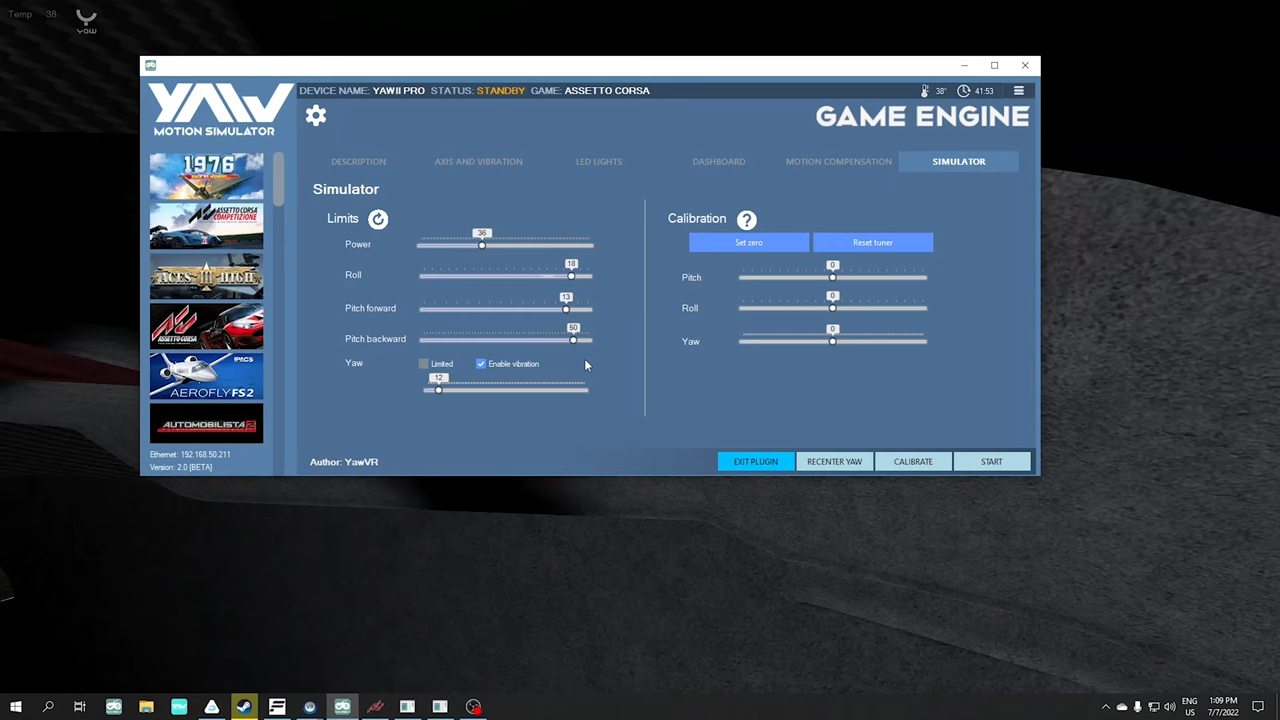 Temp 38
YAW
DEVICE NAME: YAWII PRO STATUS: STANDBY GAME: ASSETTO CORSA
38°
41:53
YAW
MOTION SIMULATOR
GAME ENGINE
DESCRIPTION
AXIS AND VIBRATION
LED LIGHTS
DASHBOARD
MOTION COMPENSATION
SIMULATOR
1976
ASSETTO CORSA
COMPETIZIONE
ACES HIGH
ASSETTO CORSA
IPACS
AEROFLY FS2
AUTOMOBILISTA 2
Ethernet: 192.168.50.211
Version: 2.0 [BETA]
Simulator
Limits
Power
36
Roll
18
Pitch forward
13
Pitch backward
50
Yaw
Limited
Enable vibration
12
Calibration
?
Set zero
Reset tuner
Pitch
0
Roll
0
Yaw
0
Author: YawVR
EXIT PLUGIN
RECENTER YAW
CALIBRATE
START
ENG
US
1:09 PM
7/7/2022